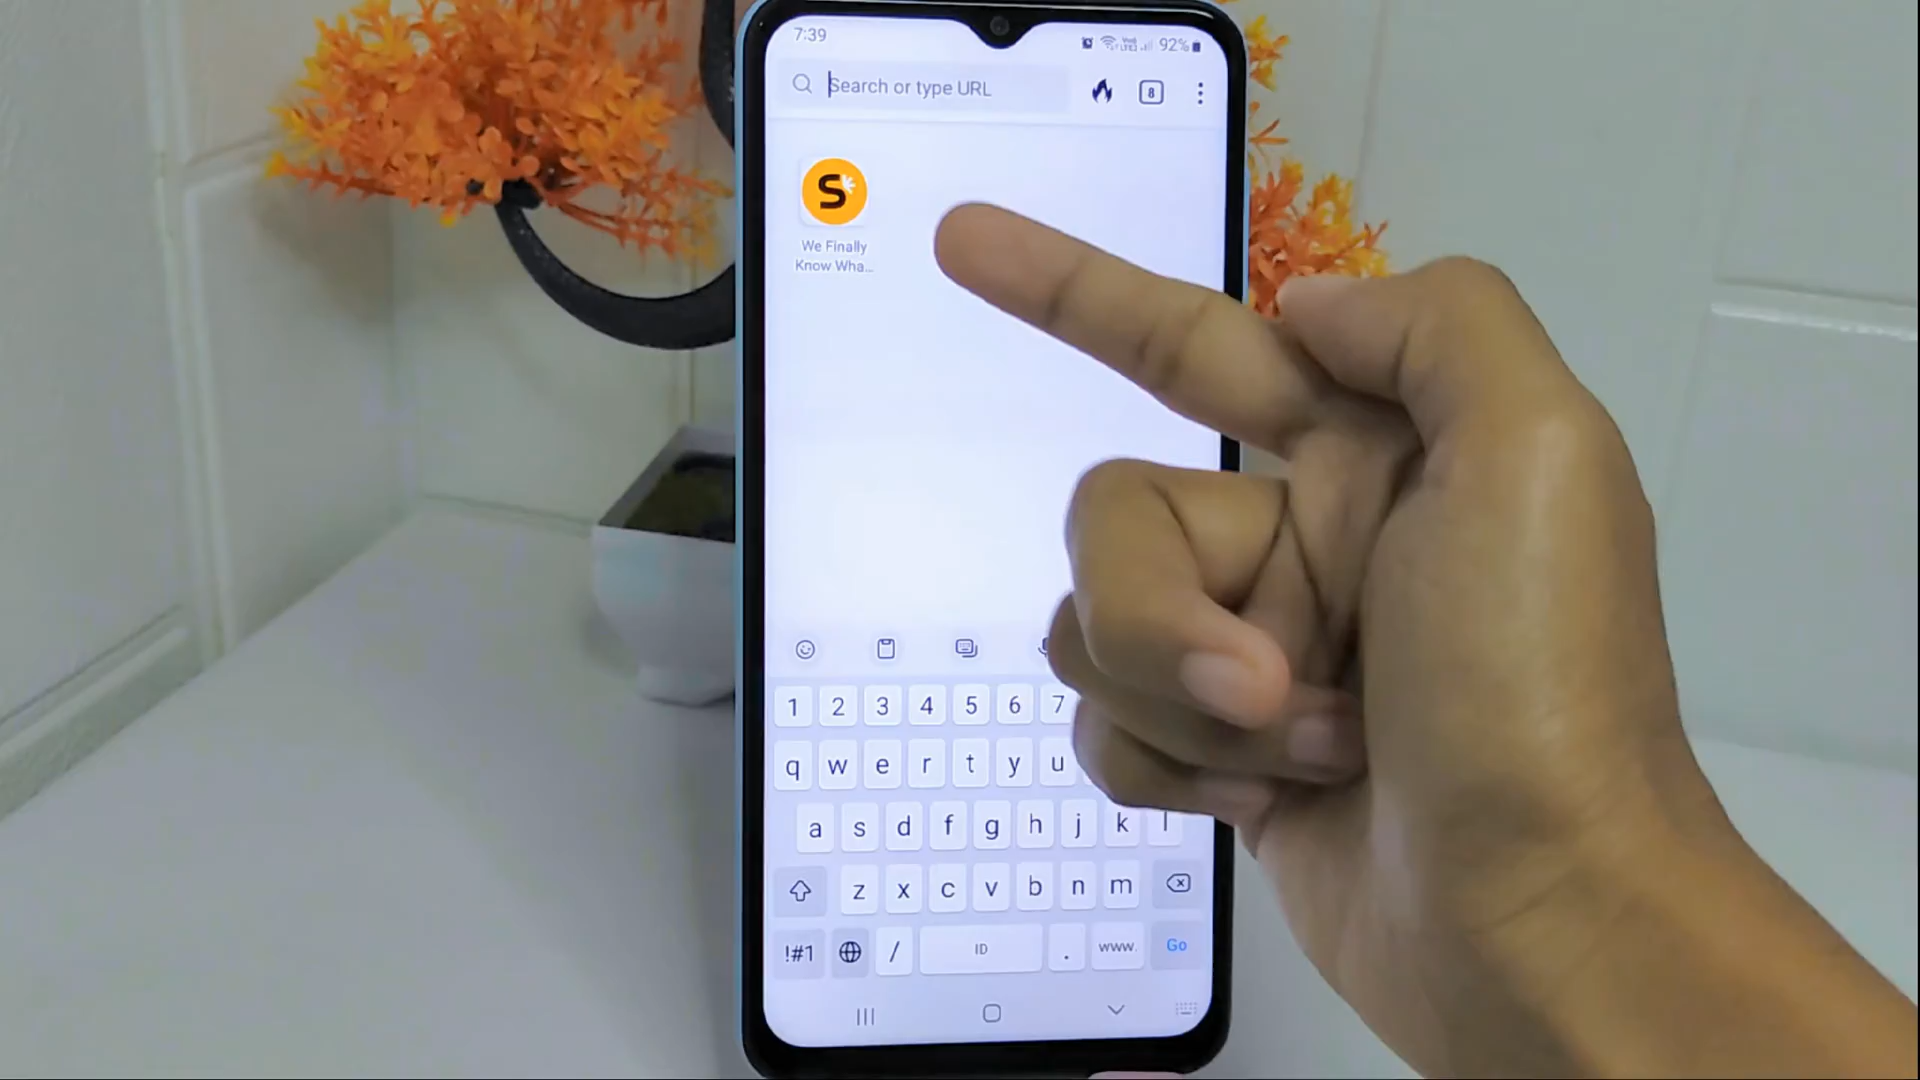 7:39
92%
Search or type URL
8
S
We Finally
Know Wha...
1 2 3 4 5 6 7
q w e r t y u
a s d f g h j k l
z x c v b n m
!#1 / ID . www. Go